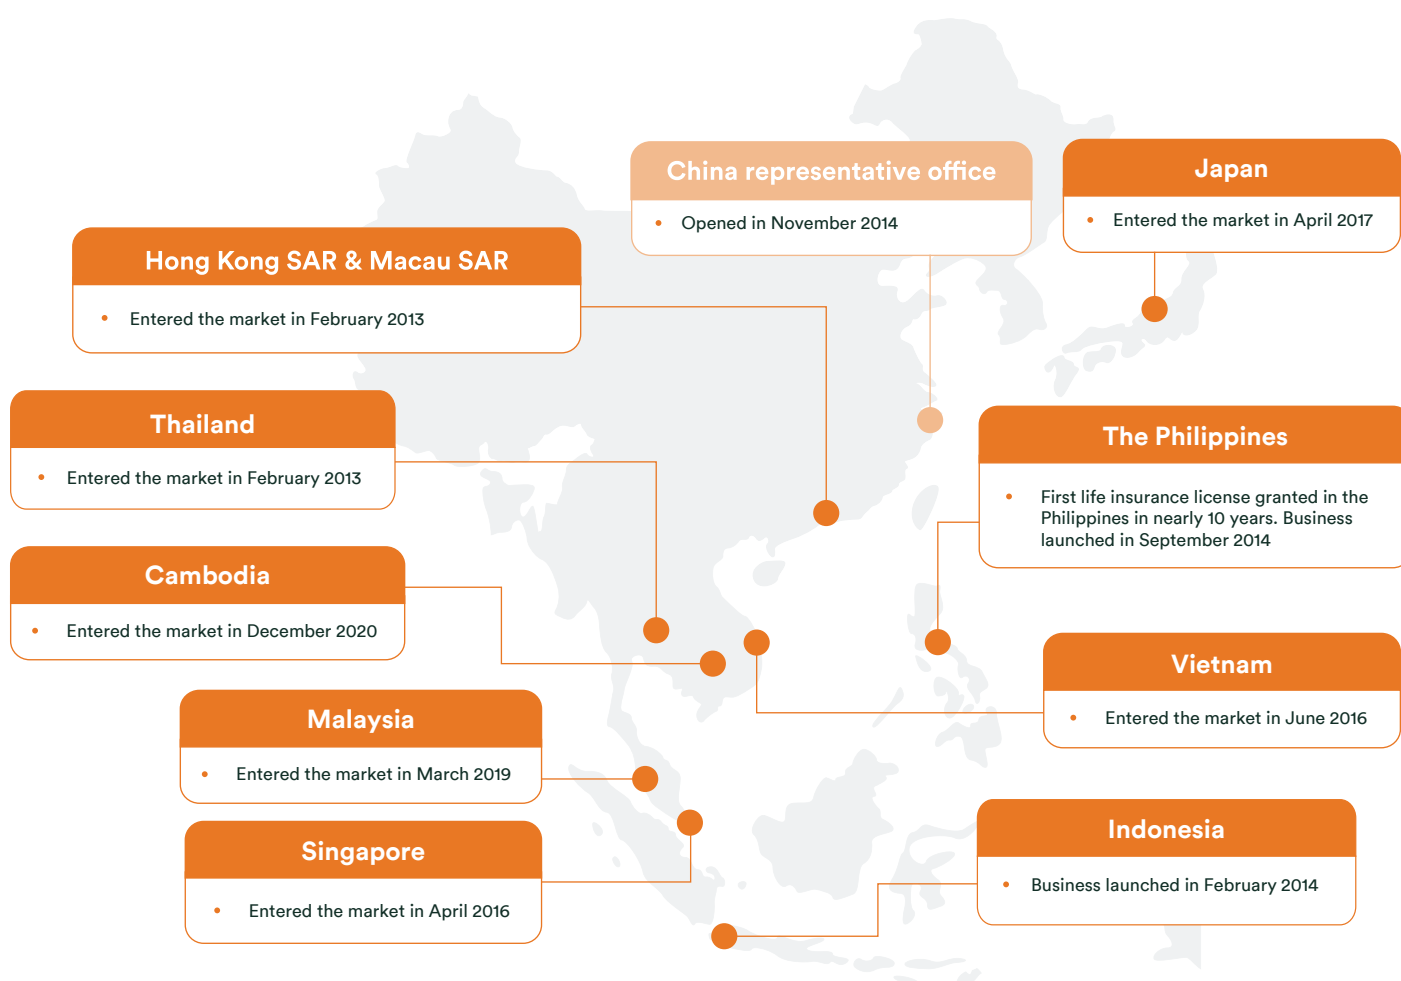 China representative office
• Opened in November 2014
Japan
• Entered the market in April 2017
Hong Kong SAR & Macau SAR
• Entered the market in February 2013
Thailand
• Entered the market in February 2013
The Philippines
• First life insurance license granted in the
Philippines in nearly 10 years. Business
launched in September 2014
Cambodia
• Entered the market in December 2020
Vietnam
• Entered the market in June 2016
Malaysia
• Entered the market in March 2019
Singapore
• Entered the market in April 2016
Indonesia
• Business launched in February 2014